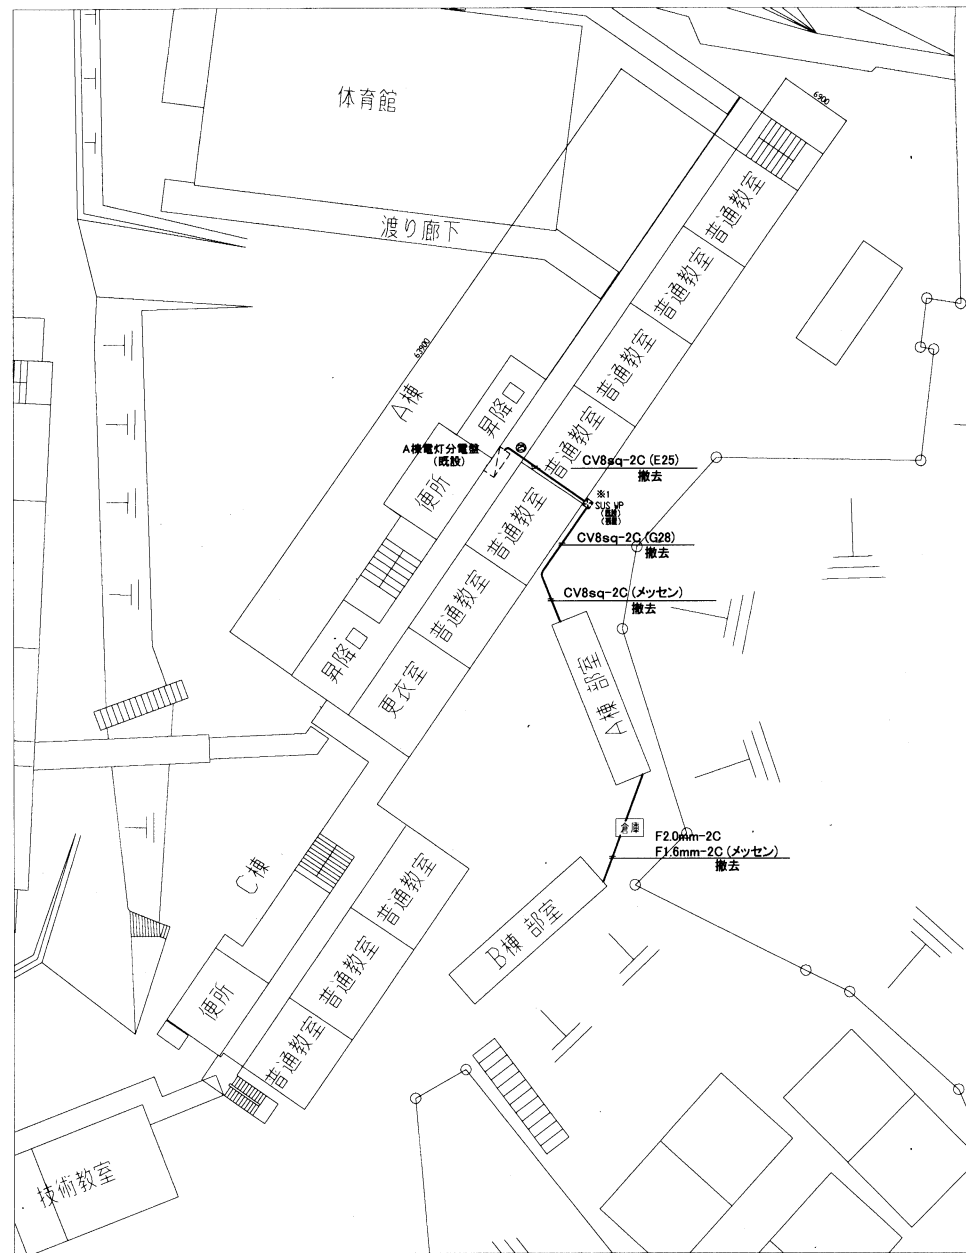 体育館
6900
渡り廊下
普通教室
普通教室
普通教室
普通教室
63900
A棟
昇降口
A棟電灯分電盤
(既設)
便所
CV8sq-2C (E25)
撤去
※1
SUS WP
普通教室
CV8sq-2C (G28)
撤去
普通教室
CV8sq-2C (メッセン)
撤去
昇降口
更衣室
A棟 部室
倉庫
F2.0mm-2C
F1.6mm-2C (メッセン)
撤去
C棟
普通教室
B棟 部室
普通教室
便所
普通教室
技術教室